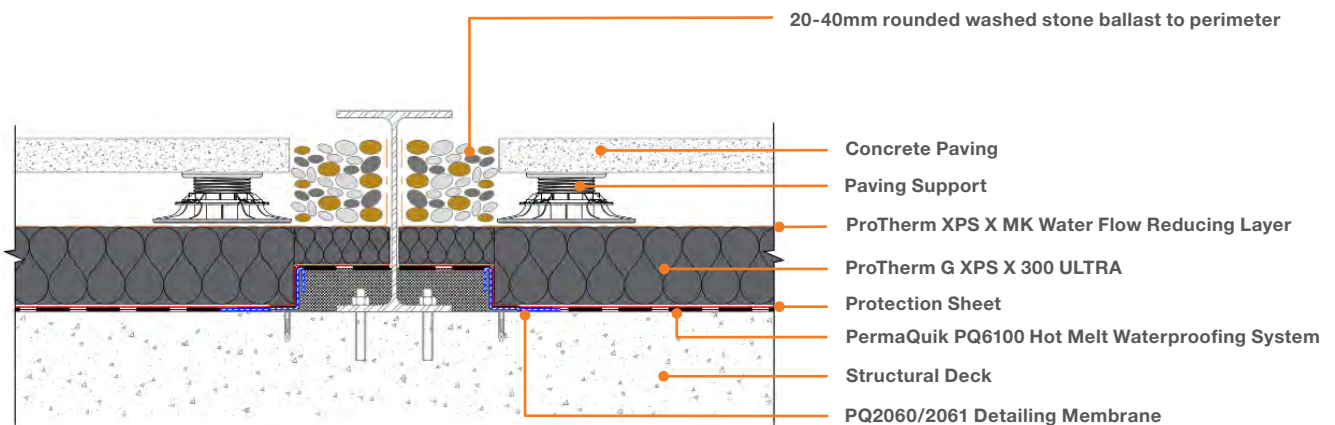 20-40mm rounded washed stone ballast to perimeter
Concrete Paving
Paving Support
ProTherm XPS X MK Water Flow Reducing Layer
ProTherm G XPS X 300 ULTRA
Protection Sheet
PermaQuik PQ6100 Hot Melt Waterproofing System
Structural Deck
PQ2060/2061 Detailing Membrane